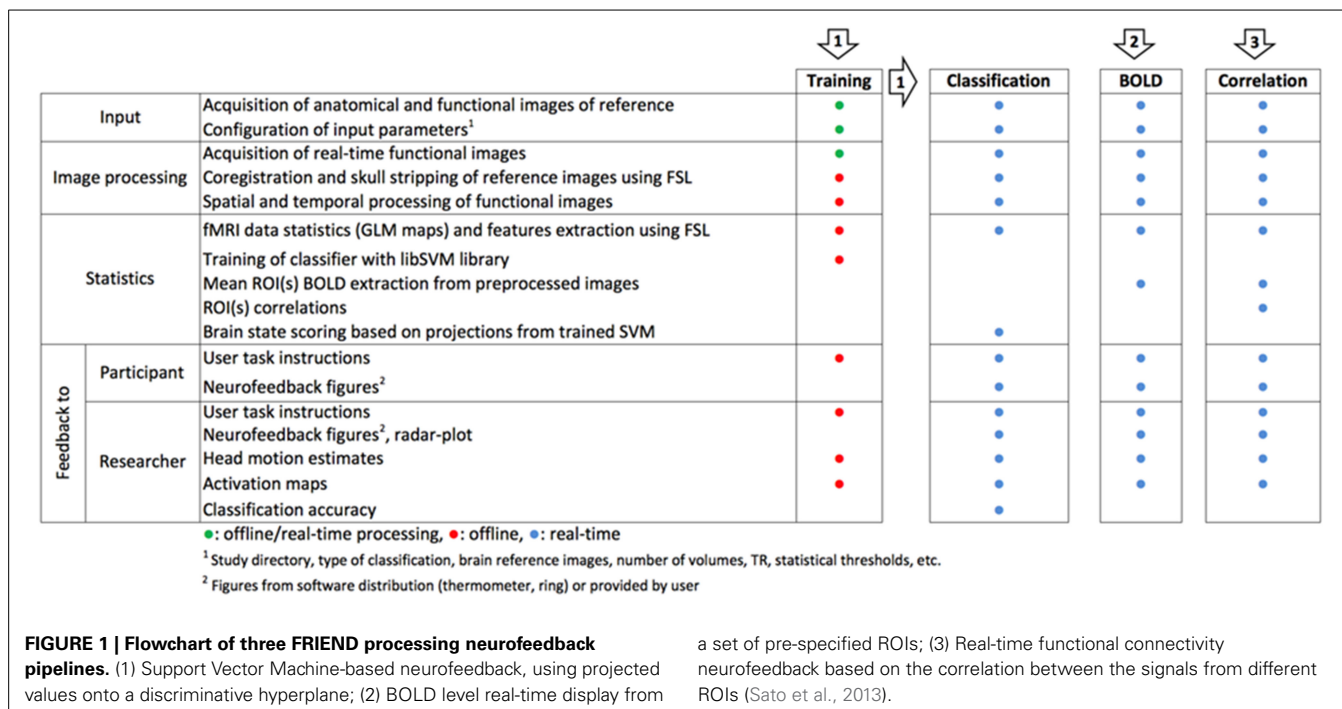 1 2 3
Training 1 Classification BOLD Correlation
Input
Acquisition of anatomical and functional images of reference
Configuration of input parameters1
Image processing
Acquisition of real-time functional images
Coregistration and skull stripping of reference images using FSL
Spatial and temporal processing of functional images
Statistics
fMRI data statistics (GLM maps) and features extraction using FSL
Training of classifier with libSVM library
Mean ROI(s) BOLD extraction from preprocessed images
ROI(s) correlations
Brain state scoring based on projections from trained SVM
Feedback to
Participant
User task instructions
Neurofeedback figures2
Researcher
User task instructions
Neurofeedback figures2, radar-plot
Head motion estimates
Activation maps
Classification accuracy
●: offline/real-time processing, ●: offline, ●: real-time
1 Study directory, type of classification, brain reference images, number of volumes, TR, statistical thresholds, etc.
2 Figures from software distribution (thermometer, ring) or provided by user
FIGURE 1 | Flowchart of three FRIEND processing neurofeedback
pipelines. (1) Support Vector Machine-based neurofeedback, using projected
values onto a discriminative hyperplane; (2) BOLD level real-time display from
a set of pre-specified ROIs; (3) Real-time functional connectivity
neurofeedback based on the correlation between the signals from different
ROIs (Sato et al., 2013).